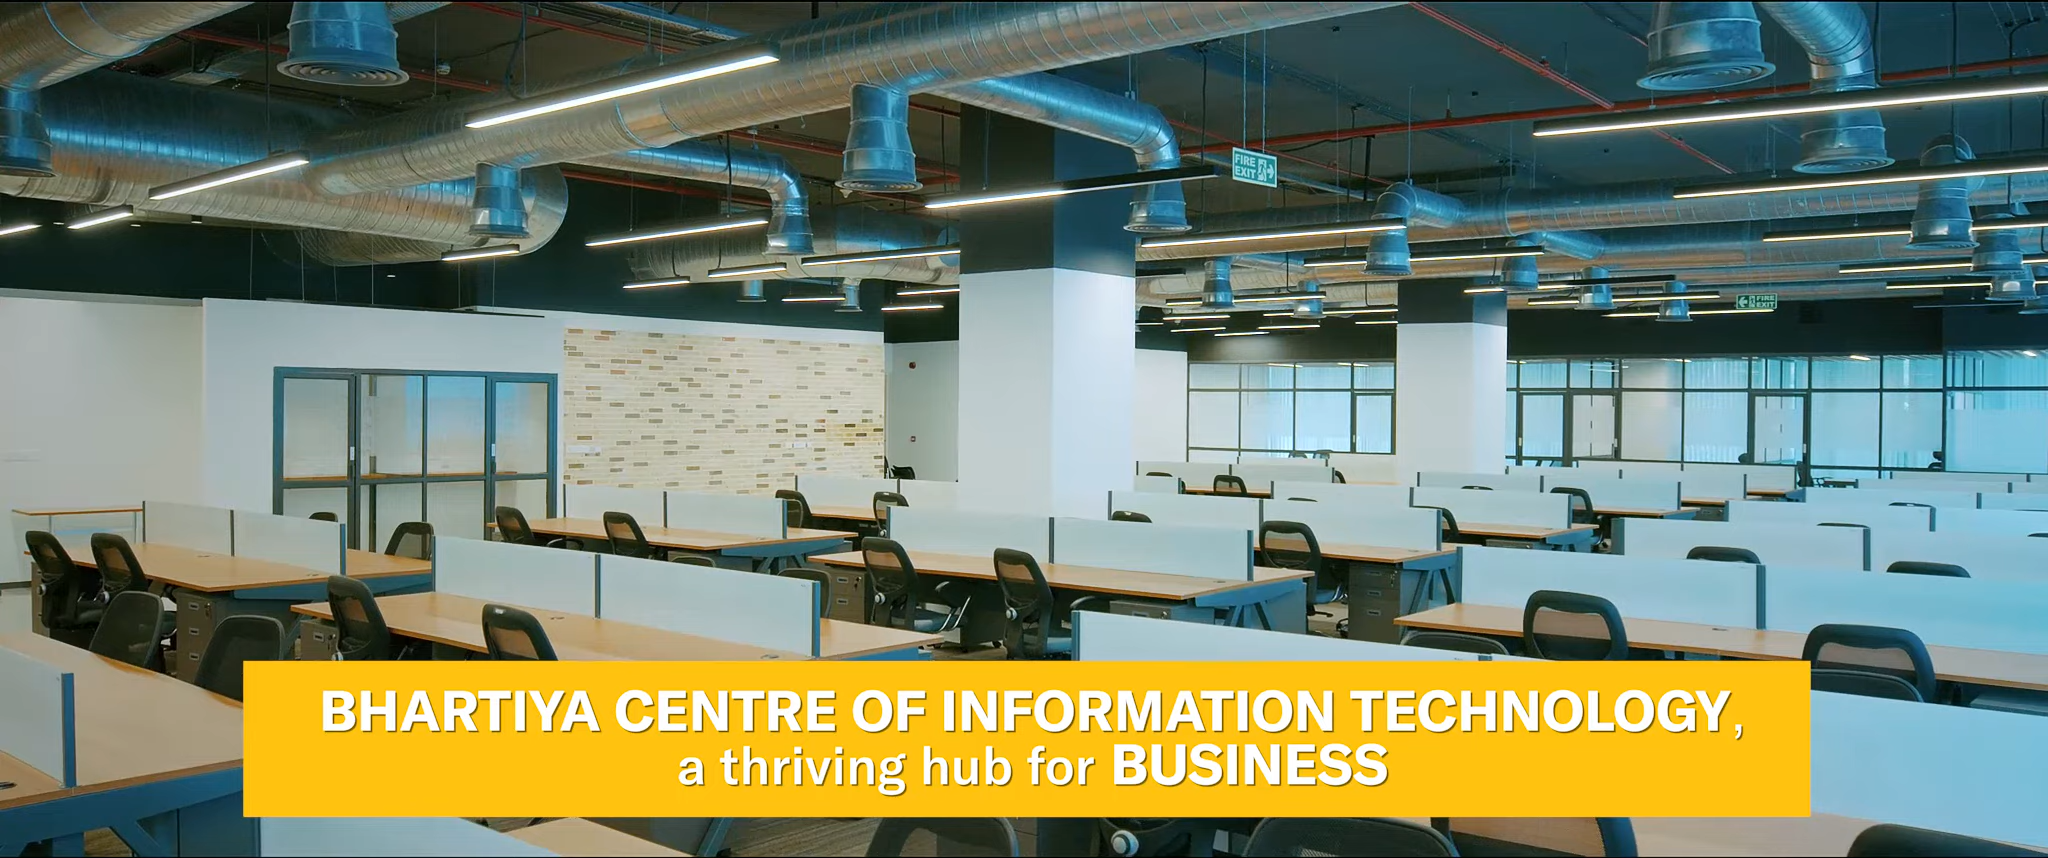 FIRE
EXIT
FIRE
EXIT
BHARTIYA CENTRE OF INFORMATION TECHNOLOGY,
a thriving hub for BUSINESS